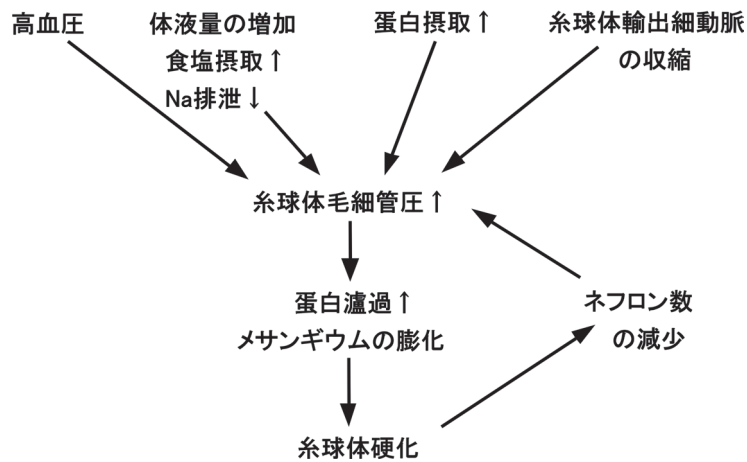 高血圧
体液量の増加
食塩摂取↑
Na排泄↓
蛋白摂取↑
糸球体輸出細動脈
の収縮
糸球体毛細管圧↑
蛋白濾過↑
メサンギウムの膨化
ネフロン数
の減少
糸球体硬化